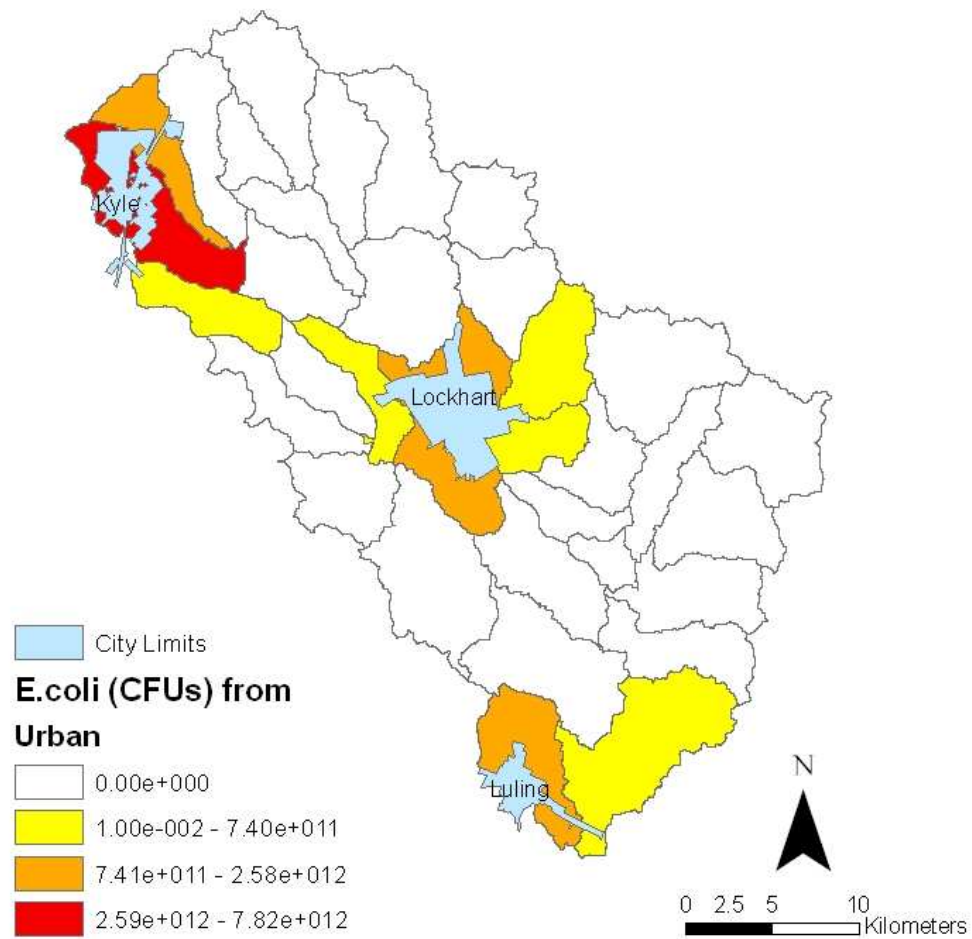 Kyle
Lockhart
City Limits
E.coli (CFUs) from
Urban
0.00e+000
1.00e-002 - 7.40e+011
7.41e+011 - 2.58e+012
2.59e+012 - 7.82e+012
Luling
N
0 2.5 5 10
Kilometers